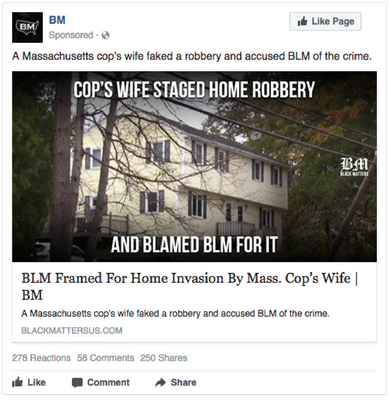 BM
BM
Sponsored ·
Like Page
A Massachusetts cop's wife faked a robbery and accused BLM of the crime.
COP'S WIFE STAGED HOME ROBBERY
BM
BLACK MATTERS
AND BLAMED BLM FOR IT
BLM Framed For Home Invasion By Mass. Cop's Wife |
BM
A Massachusetts cop's wife faked a robbery and accused BLM of the crime.
BLACKMATTERSUS.COM
278 Reactions 58 Comments 250 Shares
Like Comment Share